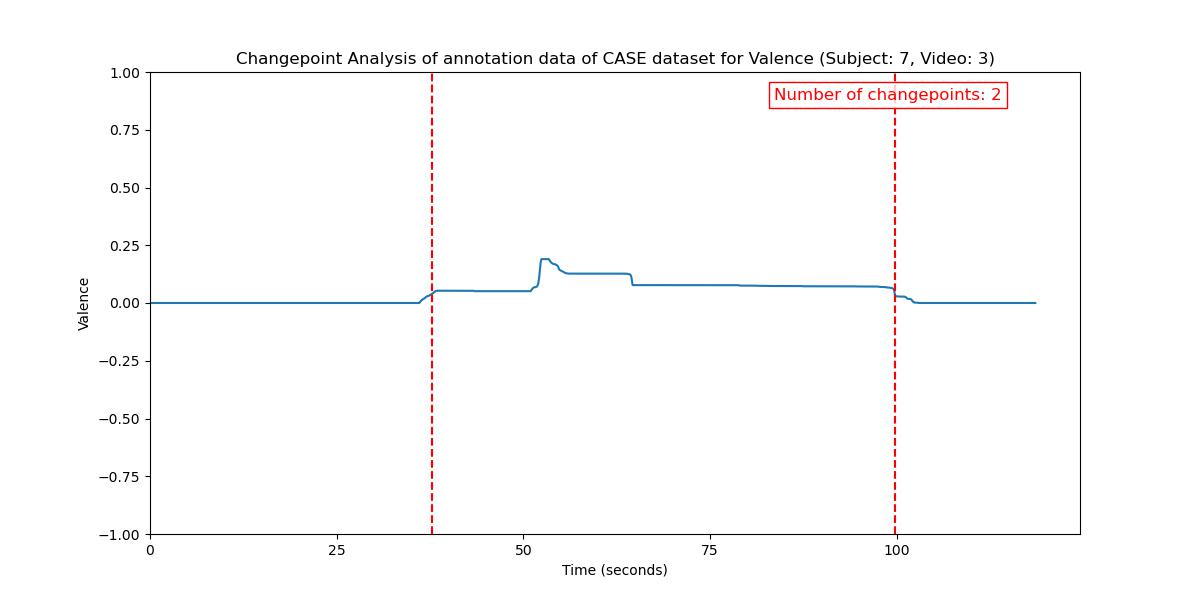 Changepoint Analysis of annotation data of CASE dataset for Valence (Subject: 7, Video: 3)
Number of changepoints: 2
1.00
0.75
0.50
0.25
0.00
−0.25
−0.50
−0.75
−1.00
Valence
0 25 50 75 100
Time (seconds)